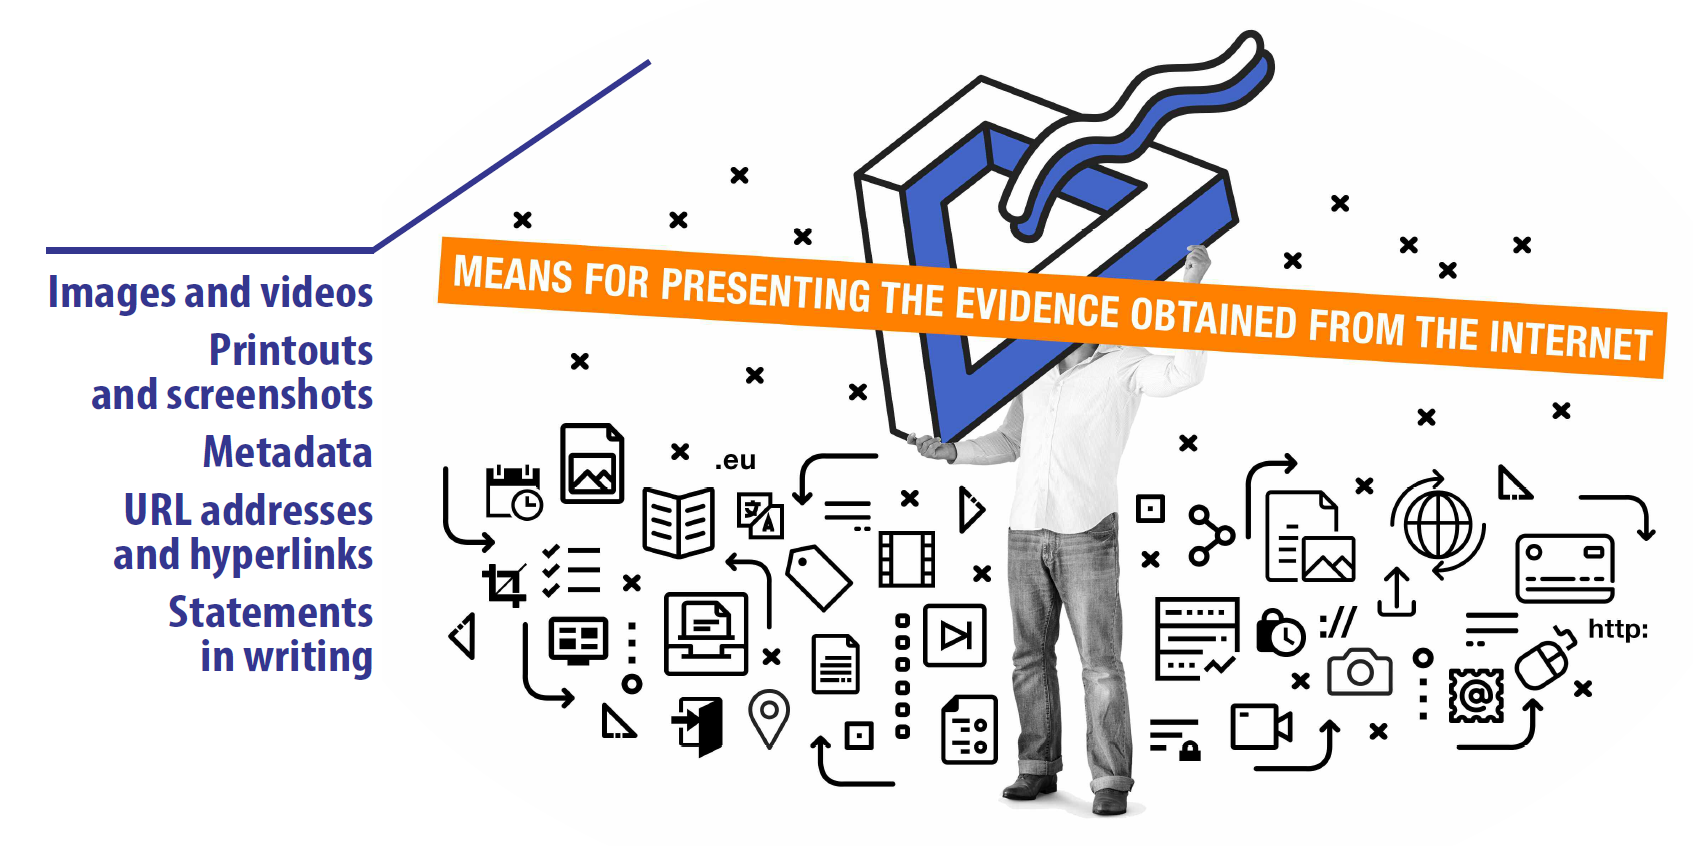 MEANS FOR PRESENTING THE EVIDENCE OBTAINED FROM THE INTERNET
Images and videos
Printouts
and screenshots
Metadata
URL addresses
and hyperlinks
Statements
in writing
.eu
文
A
://
http:
@